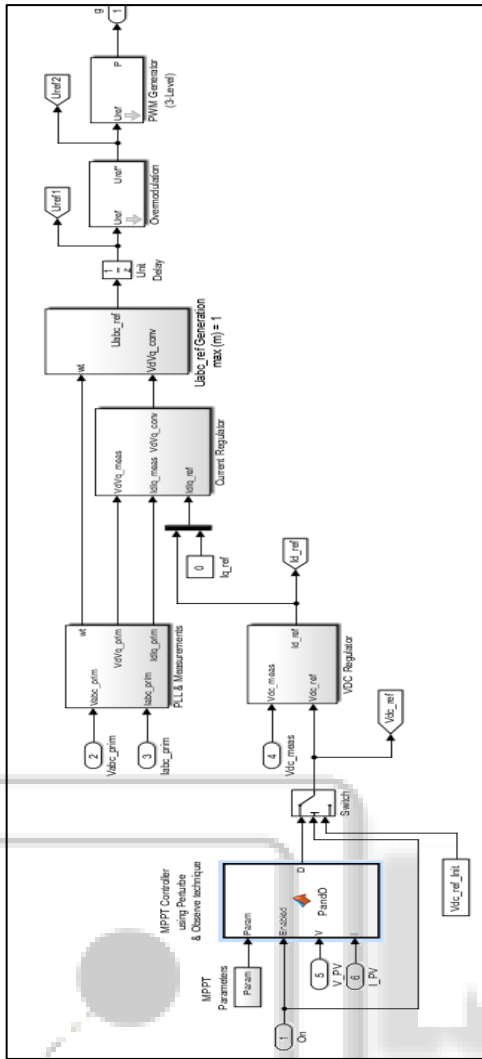 MPPT Controller
using Perturbe
& Observe technique
MPPT
Parameters
Param
Param
Enabled
V
I
D
PandO
1
On
5
V_PV
6
I_PV
Vdc_ref_Init
Switch
Vdc_ref
4
Vdc_meas
Vdc_meas
Vdc_ref
Id_ref
VDC Regulator
Id_ref
2
Vabc_prim
3
Iabc_prim
Vabc_prim
Iabc_prim
wt
VdVq_prim
IdIq_prim
PLL & Measurements
0
Iq_ref
VdVq_meas
IdIq_meas
IdIq_ref
VdVq_conv
Current Regulator
wt
VdVq_conv
Uabc_ref
Uabc_ref Generation
max (m) = 1
1
z
Unit
Delay
Uref1
Uref
Uref*
Overmodulation
Uref2
Uref
P
PWM Generator
(3-Level)
g
1